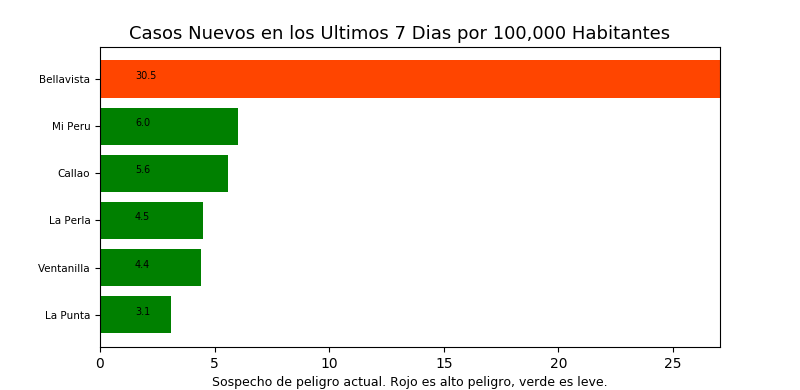 Casos Nuevos en los Ultimos 7 Dias por 100,000 Habitantes
Bellavista 30.5
Mi Peru 6.0
Callao 5.6
La Perla 4.5
Ventanilla 4.4
La Punta 3.1
0 5 10 15 20 25
Sospecho de peligro actual. Rojo es alto peligro, verde es leve.